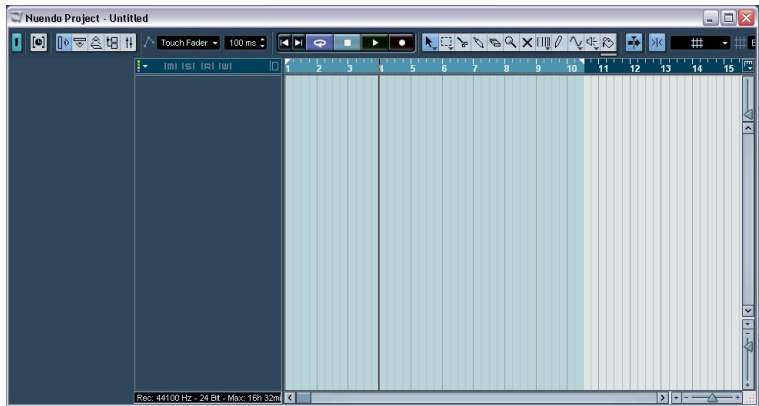 Nuendo Project - Untitled
Touch Fader 100 ms
m s R w
1 2 3 4 5 6 7 8 9 10 11 12 13 14 15
Rec: 44100 Hz - 24 Bit - Max: 16h 32mi